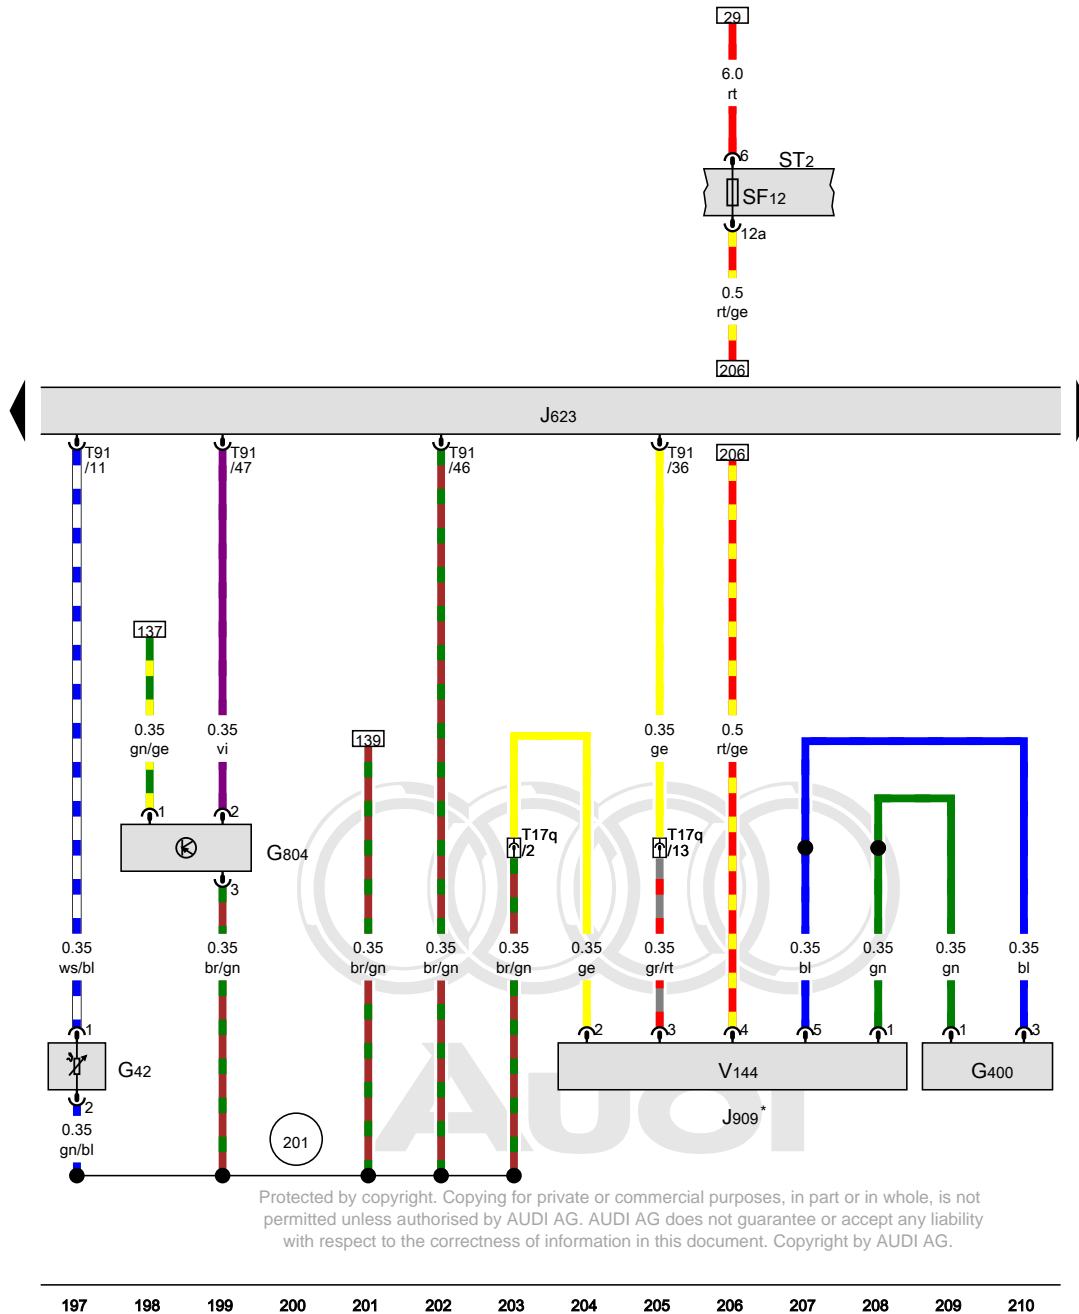 29
6.0
rt
6
ST2
SF12
12a
0.5
rt/ge
206
J623
T91
/11
T91
/47
T91
/46
T91
/36
206
137
0.35
gn/ge
0.35
vi
139
0.35
ge
0.5
rt/ge
1
2
G804
3
T17q
/2
T17q
/13
0.35
ws/bl
0.35
br/gn
0.35
br/gn
0.35
br/gn
0.35
br/gn
0.35
ge
0.35
gr/rt
0.35
bl
0.35
gn
0.35
gn
0.35
bl
1
2
3
4
5
1
1
3
G42
V144
G400
2
J909*
Audi
0.35
gn/bl
201
Protected by copyright. Copying for private or commercial purposes, in part or in whole, is not
permitted unless authorised by AUDI AG. AUDI AG does not guarantee or accept any liability
with respect to the correctness of information in this document. Copyright by AUDI AG.
197 198 199 200 201 202 203 204 205 206 207 208 209 210